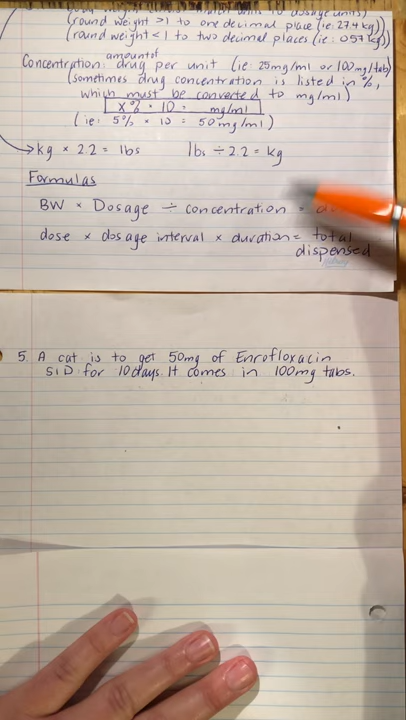 (round weight >1 to one decimal place (ie: 27.4 kg))
(round weight <1 to two decimal places (ie: 0.57 kg))
amount of
Concentration: drug per unit (ie: 25mg/ml or 100mg/tab)
(sometimes drug concentration is listed in %,
which must be converted to mg/ml)
X% × 10 = mg/ml
(ie: 5% × 10 = 50mg/ml)
kg × 2.2 = lbs lbs ÷ 2.2 = kg
Formulas
BW × Dosage ÷ concentration =
dose × dosage interval × duration = total
dispensed
5. A cat is to get 50mg of Enrofloxacin
SID for 10 days. It comes in 100mg tabs.